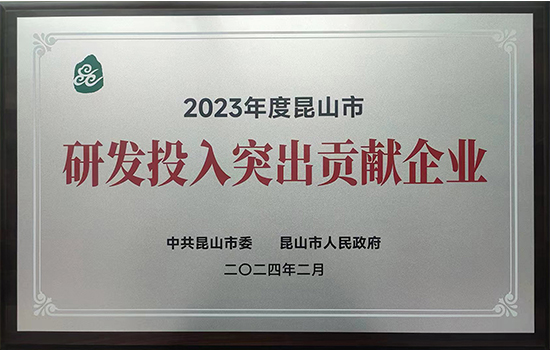 2023年度昆山市
研发投入突出贡献企业
中共昆山市委 昆山市人民政府
二〇二四年二月